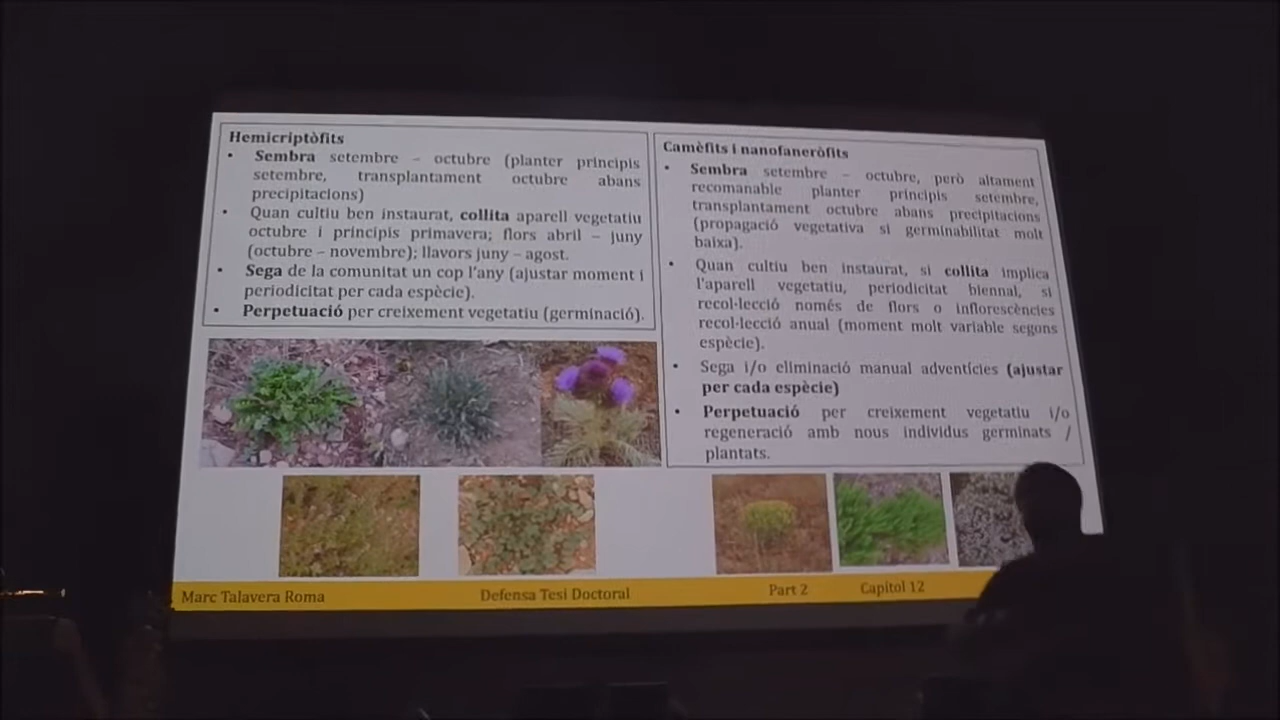 Hemicriptòfits
• Sembra setembre – octubre (planter principis
setembre, transplantament octubre abans
precipitacions)
• Quan cultiu ben instaurat, collita aparell vegetatiu
octubre i principis primavera; flors abril – juny
(octubre – novembre); llavors juny – agost.
• Sega de la comunitat un cop l'any (ajustar moment i
periodicitat per cada espècie).
• Perpetuació per creixement vegetatiu (germinació).
Camèfits i nanofaneròfits
• Sembra setembre – octubre, però altament
recomanable planter principis setembre,
transplantament octubre abans precipitacions
(propagació vegetativa si germinabilitat molt
baixa).
• Quan cultiu ben instaurat, si collita implica
l'aparell vegetatiu, periodicitat biennal, si
recol·lecció només de flors o inflorescències
recol·lecció anual (moment molt variable segons
espècie).
• Sega i/o eliminació manual adventícies (ajustar
per cada espècie)
• Perpetuació per creixement vegetatiu i/o
regeneració amb nous individus germinats /
plantats.
Marc Talavera Roma
Defensa Tesi Doctoral
Part 2
Capítol 12